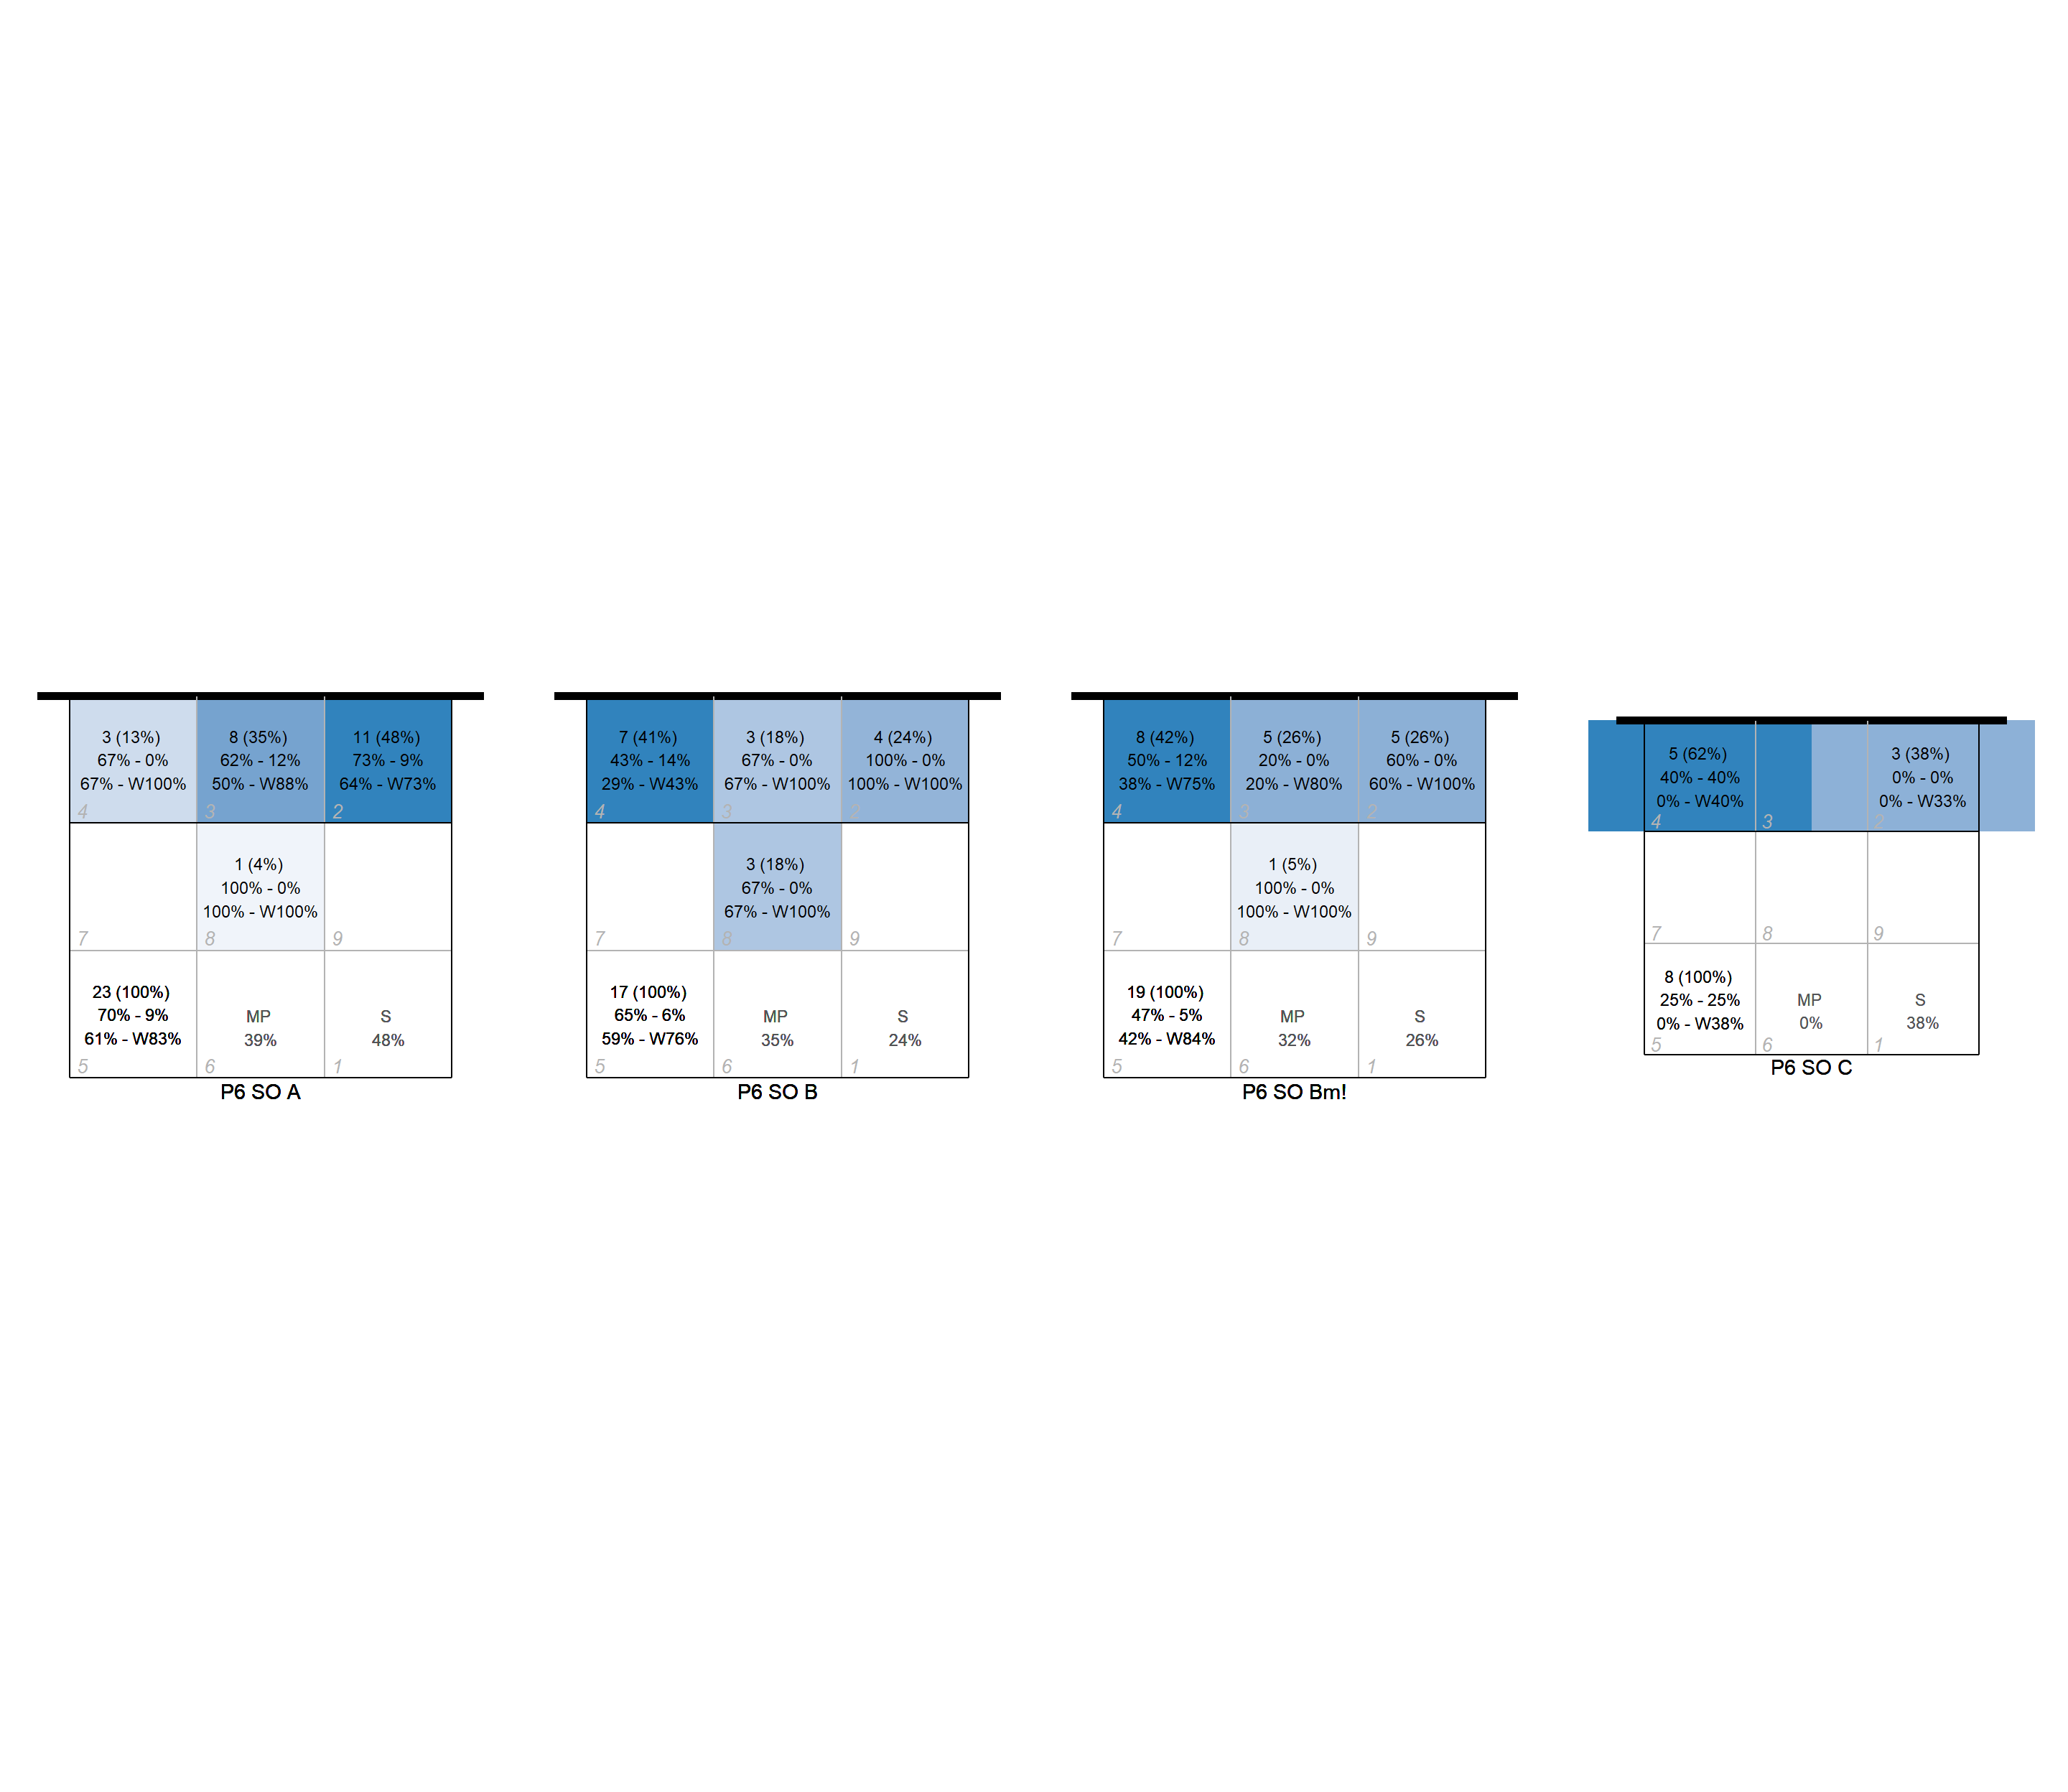 3 (13%)
67% - 0%
67% - W100%
4
8 (35%)
62% - 12%
50% - W88%
3
11 (48%)
73% - 9%
64% - W73%
2
7
1 (4%)
100% - 0%
100% - W100%
8
9
23 (100%)
70% - 9%
61% - W83%
5
MP
39%
6
S
48%
1
P6 SO A
7 (41%)
43% - 14%
29% - W43%
4
3 (18%)
67% - 0%
67% - W100%
3
4 (24%)
100% - 0%
100% - W100%
2
7
3 (18%)
67% - 0%
67% - W100%
8
9
17 (100%)
65% - 6%
59% - W76%
5
MP
35%
6
S
24%
1
P6 SO B
8 (42%)
50% - 12%
38% - W75%
4
5 (26%)
20% - 0%
20% - W80%
3
5 (26%)
60% - 0%
60% - W100%
2
7
1 (5%)
100% - 0%
100% - W100%
8
9
19 (100%)
47% - 5%
42% - W84%
5
MP
32%
6
S
26%
1
P6 SO Bm!
5 (62%)
40% - 40%
0% - W40%
4
3
3 (38%)
0% - 0%
0% - W33%
2
7
8
9
8 (100%)
25% - 25%
0% - W38%
5
MP
0%
6
S
38%
1
P6 SO C